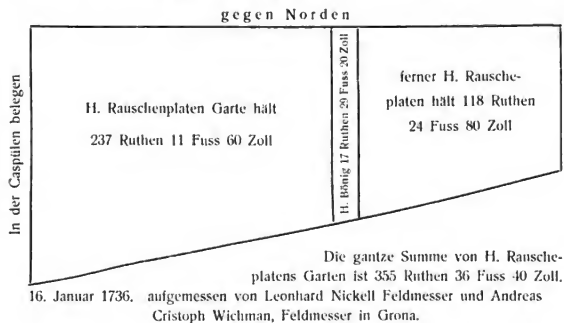 gegen Norden
In der Caspülen belegen
H. Rauschenplaten Garte hält
237 Ruthen 11 Fuss 60 Zoll
H. Bönig 17 Ruthen 29 Fuss 20 Zoll
ferner H. Rausche-
platen hält 118 Ruthen
24 Fuss 80 Zoll
Die gantze Summe von H. Rausche-
platens Garten ist 355 Ruthen 36 Fuss 40 Zoll.
16. Januar 1736. aufgemessen von Leonhard Nickell Feldmesser und Andreas
Cristoph Wichman, Feldmesser in Grona.